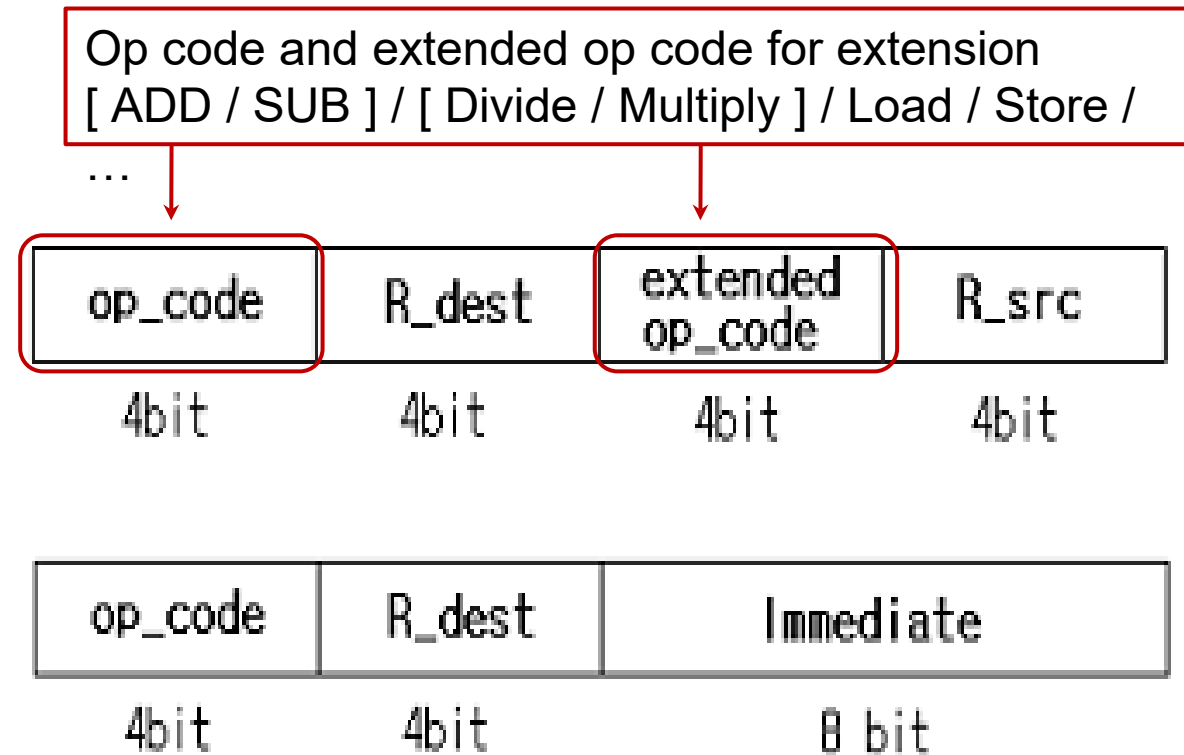 Op code and extended op code for extension
[ ADD / SUB ] / [ Divide / Multiply ] / Load / Store /
…
op_code R_dest extended op_code R_src
4bit 4bit 4bit 4bit
op_code R_dest Immediate
4bit 4bit 8 bit